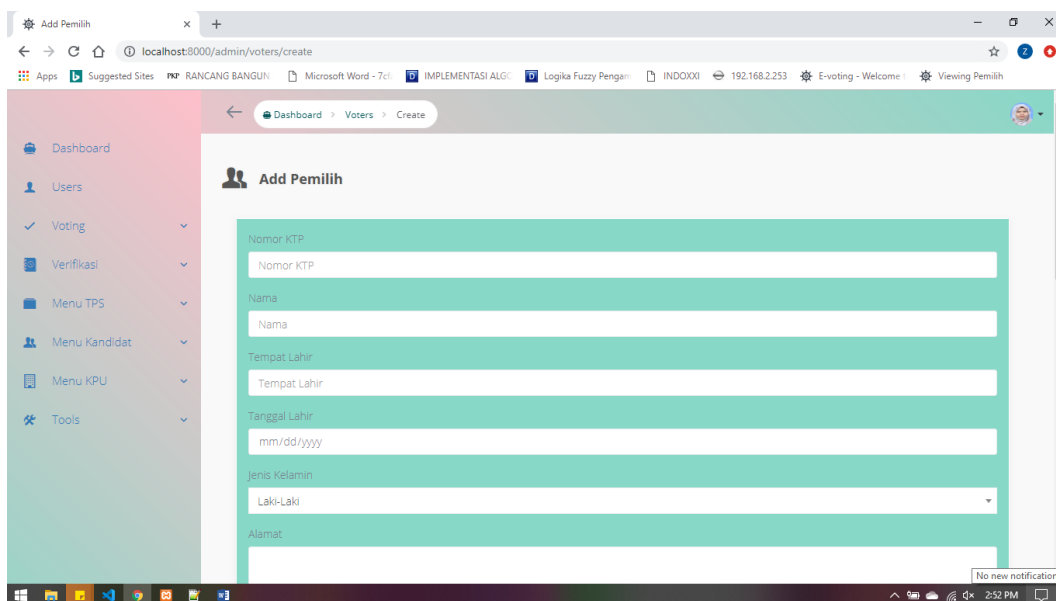 Add Pemilih
localhost:8000/admin/voters/create
Z
Apps
Suggested Sites
PKP RANCANG BANGUN
Microsoft Word - 7cf
IMPLEMENTASI ALGO
Logika Fuzzy Pengam
INDOXXI
192.168.2.253
E-voting - Welcome t
Viewing Pemilih
Dashboard > Voters > Create
Dashboard
Users
Voting
Verifikasi
Menu TPS
Menu Kandidat
Menu KPU
Tools
Add Pemilih
Nomor KTP
Nomor KTP
Nama
Nama
Tempat Lahir
Tempat Lahir
Tanggal Lahir
mm/dd/yyyy
Jenis Kelamin
Laki-Laki
Alamat
No new notification
2:52 PM